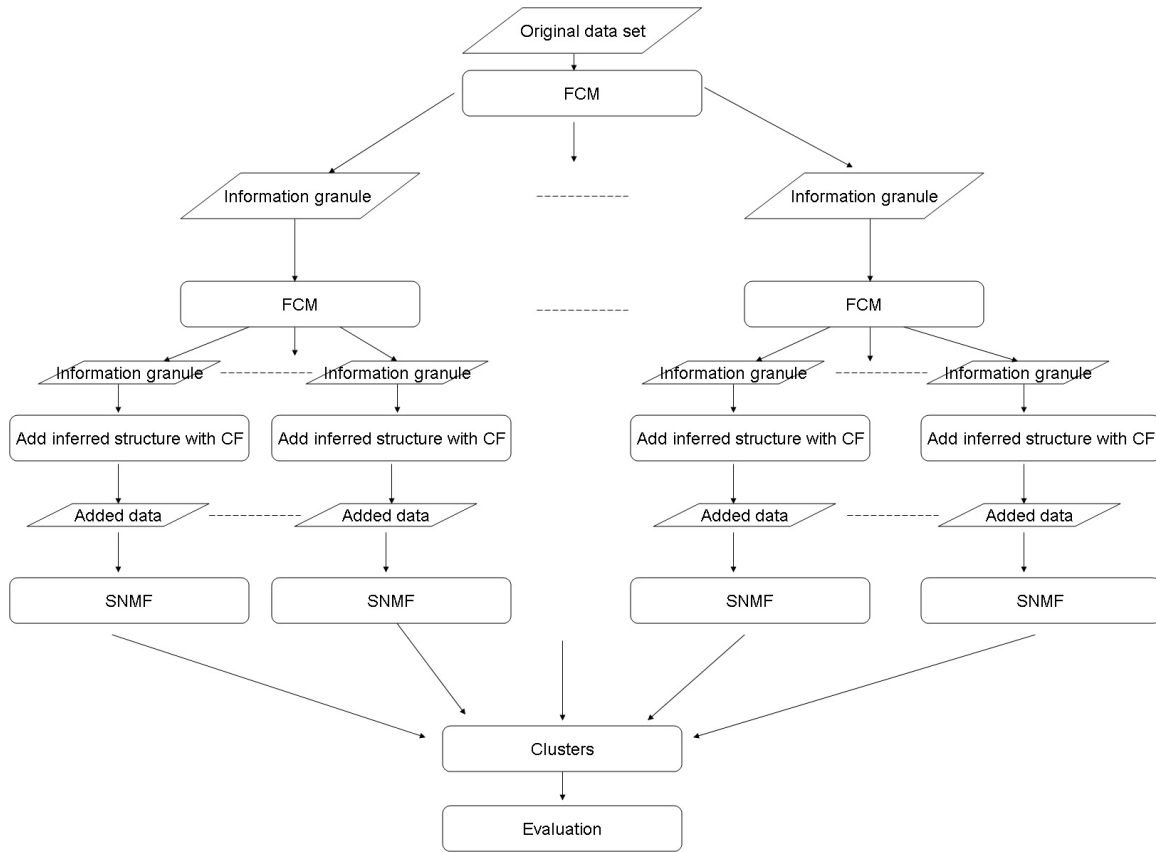 Original data set
FCM
Information granule
Information granule
FCM
FCM
Information granule
Information granule
Information granule
Information granule
Add inferred structure with CF
Add inferred structure with CF
Add inferred structure with CF
Add inferred structure with CF
Added data
Added data
Added data
Added data
SNMF
SNMF
SNMF
SNMF
Clusters
Evaluation